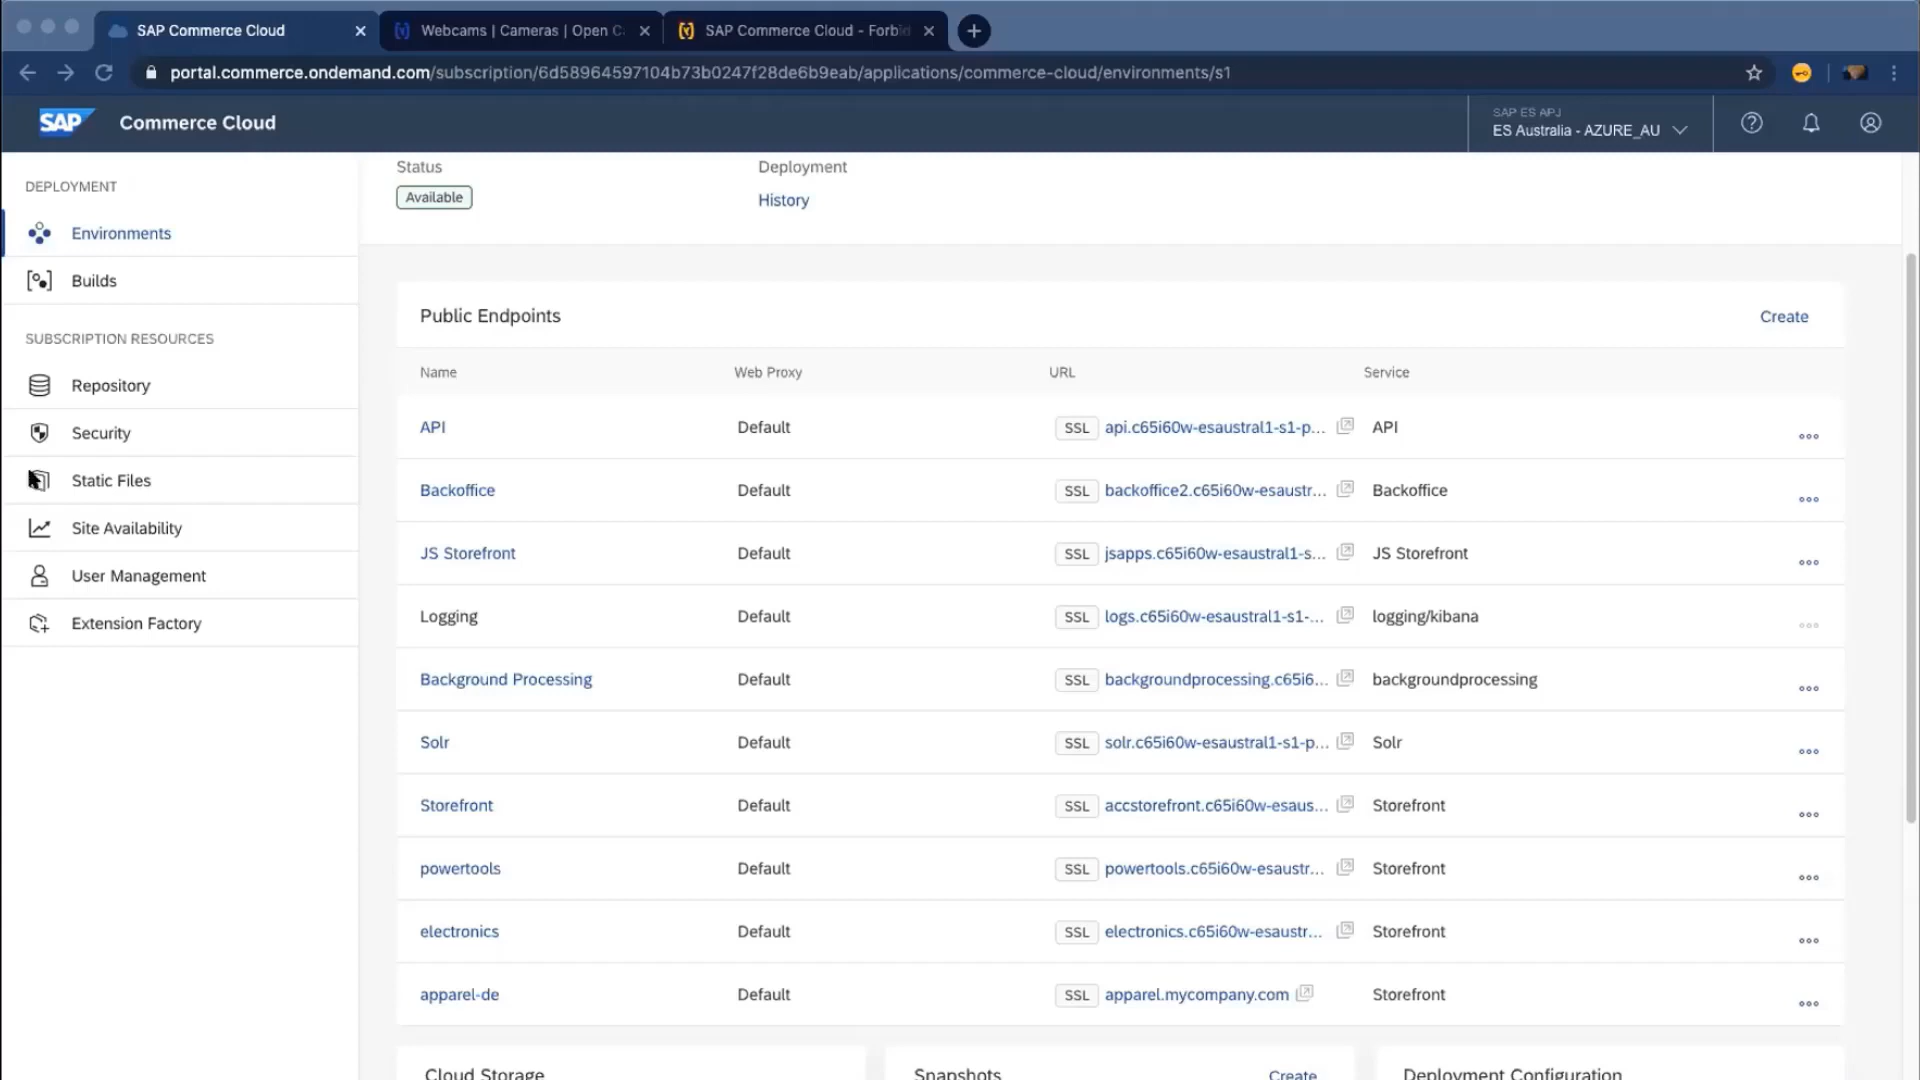 SAP Commerce Cloud
Webcams | Cameras | Open C
SAP Commerce Cloud - Forbid
portal.commerce.ondemand.com/subscription/6d58964597104b73b0247f28de6b9eab/applications/commerce-cloud/environments/s1
SAP Commerce Cloud
SAP ES APJ
ES Australia - AZURE_AU
DEPLOYMENT
Environments
Builds
SUBSCRIPTION RESOURCES
Repository
Security
Static Files
Site Availability
User Management
Extension Factory
Status Deployment
Available History
Public Endpoints Create
Name Web Proxy URL Service
API Default SSL api.c65i60w-esaustral1-s1-p... API
Backoffice Default SSL backoffice2.c65i60w-esaustr... Backoffice
JS Storefront Default SSL jsapps.c65i60w-esaustral1-s... JS Storefront
Logging Default SSL logs.c65i60w-esaustral1-s1-... logging/kibana
Background Processing Default SSL backgroundprocessing.c65i6... backgroundprocessing
Solr Default SSL solr.c65i60w-esaustral1-s1-p... Solr
Storefront Default SSL accstorefront.c65i60w-esaus... Storefront
powertools Default SSL powertools.c65i60w-esaustr... Storefront
electronics Default SSL electronics.c65i60w-esaustr... Storefront
apparel-de Default SSL apparel.mycompany.com Storefront
Cloud Storage Snapshots Create Deployment Configuration